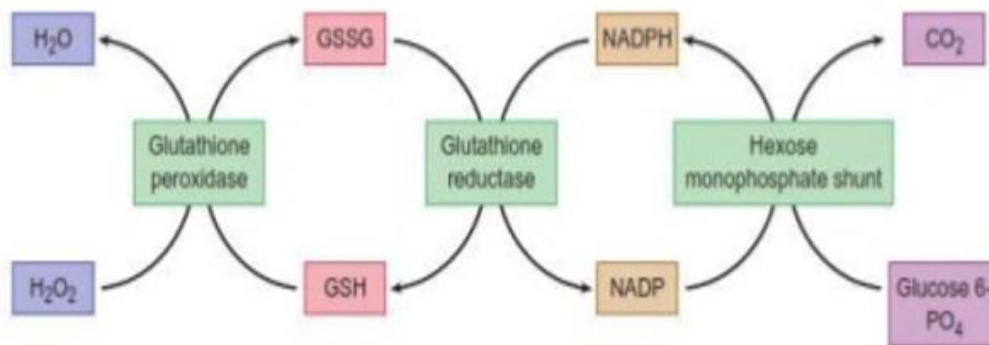 H₂O
GSSG
NADPH
CO₂
Glutathione
peroxidase
Glutathione
reductase
Hexose
monophosphate shunt
H₂O₂
GSH
NADP
Glucose 6-
PO₄